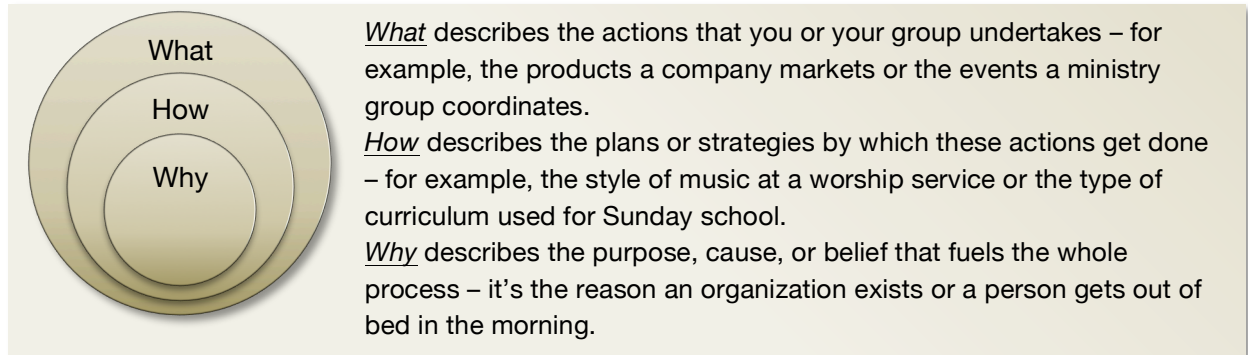 What
How
Why
What describes the actions that you or your group undertakes – for
example, the products a company markets or the events a ministry
group coordinates.
How describes the plans or strategies by which these actions get done
– for example, the style of music at a worship service or the type of
curriculum used for Sunday school.
Why describes the purpose, cause, or belief that fuels the whole
process – it’s the reason an organization exists or a person gets out of
bed in the morning.